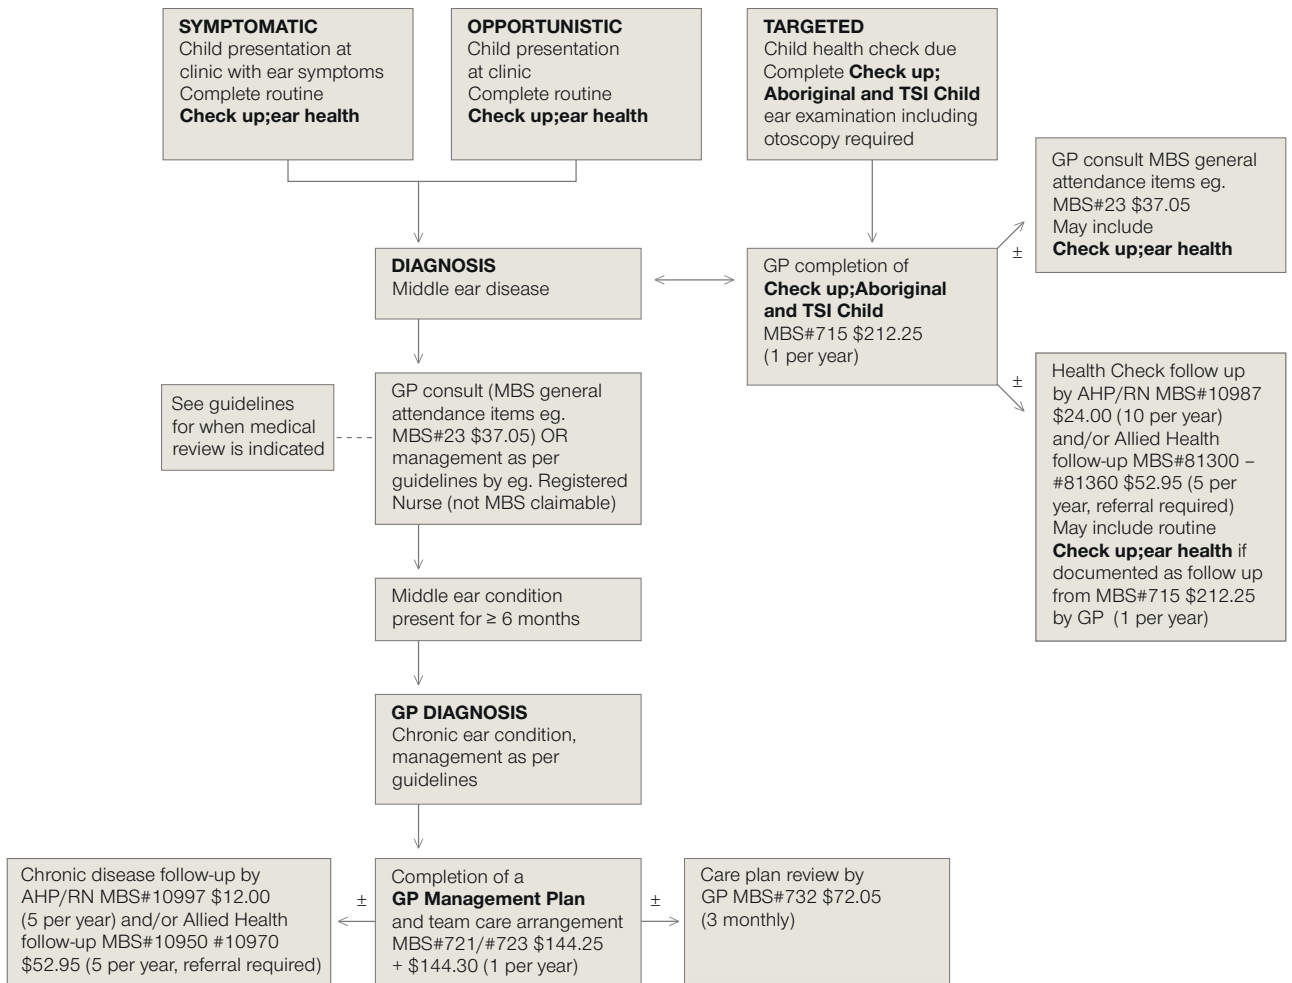 SYMPTOMATIC
Child presentation at
clinic with ear symptoms
Complete routine
Check up;ear health
OPPORTUNISTIC
Child presentation
at clinic
Complete routine
Check up;ear health
TARGETED
Child health check due
Complete Check up;
Aboriginal and TSI Child
ear examination including
otoscopy required
GP consult MBS general
attendance items eg.
MBS#23 $37.05
May include
Check up;ear health
±
DIAGNOSIS
Middle ear disease
GP completion of
Check up;Aboriginal
and TSI Child
MBS#715 $212.25
(1 per year)
±
Health Check follow up
by AHP/RN MBS#10987
$24.00 (10 per year)
and/or Allied Health
follow-up MBS#81300 –
#81360 $52.95 (5 per
year, referral required)
May include routine
Check up;ear health if
documented as follow up
from MBS#715 $212.25
by GP (1 per year)
See guidelines
for when medical
review is indicated
GP consult (MBS general
attendance items eg.
MBS#23 $37.05) OR
management as per
guidelines by eg. Registered
Nurse (not MBS claimable)
Middle ear condition
present for ≥ 6 months
GP DIAGNOSIS
Chronic ear condition,
management as per
guidelines
Chronic disease follow-up by
AHP/RN MBS#10997 $12.00
(5 per year) and/or Allied Health
follow-up MBS#10950 #10970
$52.95 (5 per year, referral required)
±
Completion of a
GP Management Plan
and team care arrangement
MBS#721/#723 $144.25
+ $144.30 (1 per year)
±
Care plan review by
GP MBS#732 $72.05
(3 monthly)